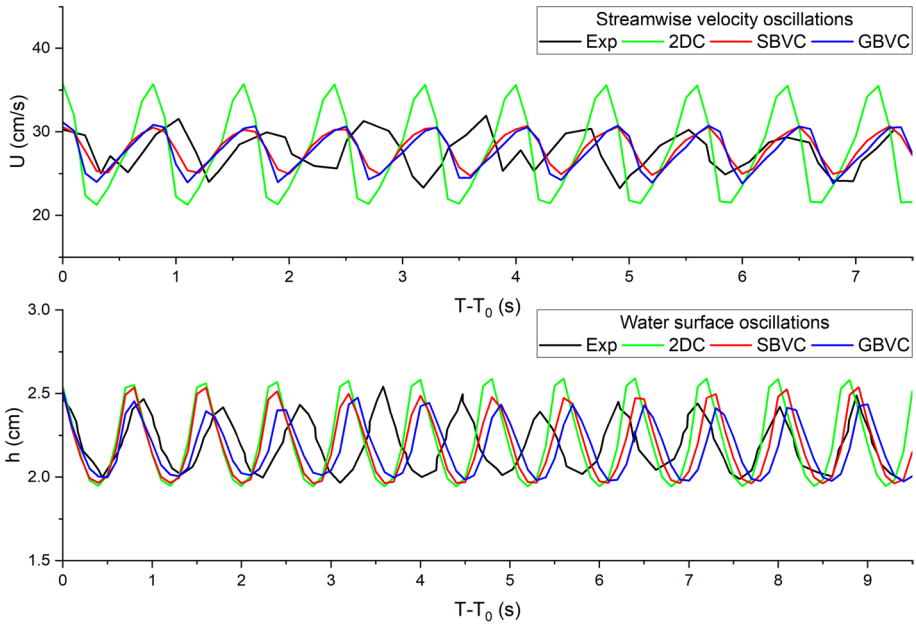 Streamwise velocity oscillations
Exp 2DC SBVC GBVC
40
30
20
U (cm/s)
0 1 2 3 4 5 6 7
T-T₀ (s)
Water surface oscillations
Exp 2DC SBVC GBVC
3.0
2.5
2.0
1.5
h (cm)
0 1 2 3 4 5 6 7 8 9
T-T₀ (s)